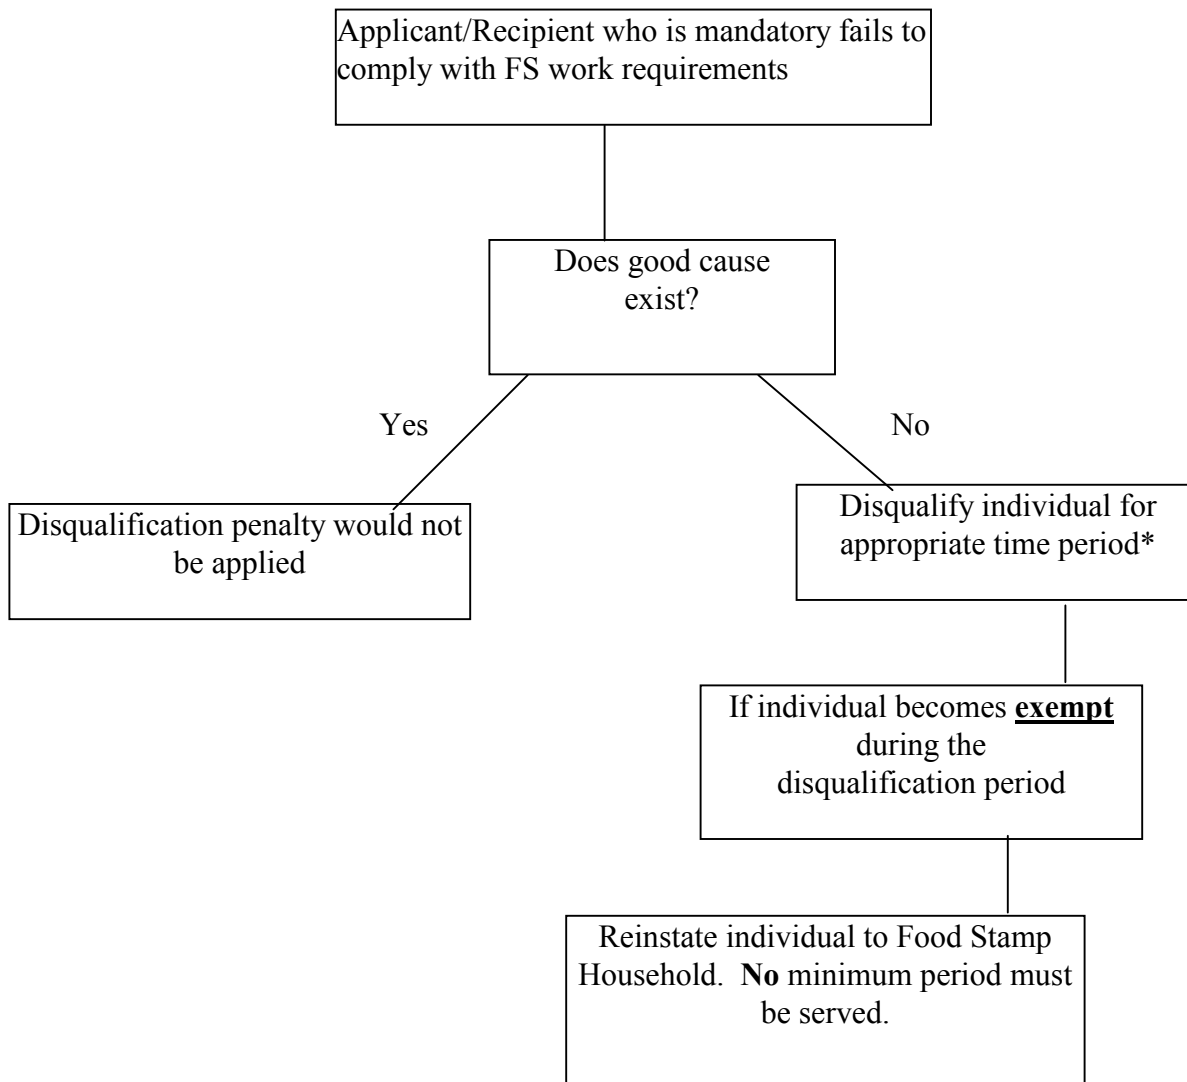 Applicant/Recipient who is mandatory fails to
comply with FS work requirements
Does good cause
exist?
Yes
No
Disqualification penalty would not
be applied
Disqualify individual for
appropriate time period*
If individual becomes exempt
during the
disqualification period
Reinstate individual to Food Stamp
Household.  No minimum period must
be served.